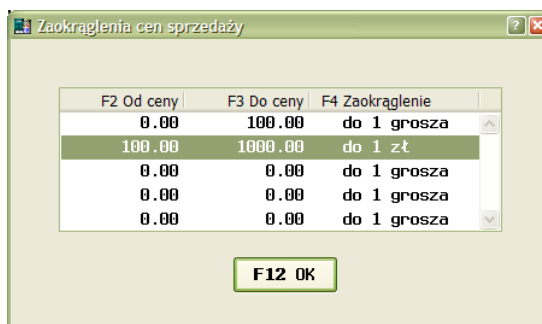 Zaokrąglenia cen sprzedaży
F2 Od ceny F3 Do ceny F4 Zaokrąglenie
0.00 100.00 do 1 grosza
100.00 1000.00 do 1 zł
0.00 0.00 do 1 grosza
0.00 0.00 do 1 grosza
0.00 0.00 do 1 grosza
F12 OK